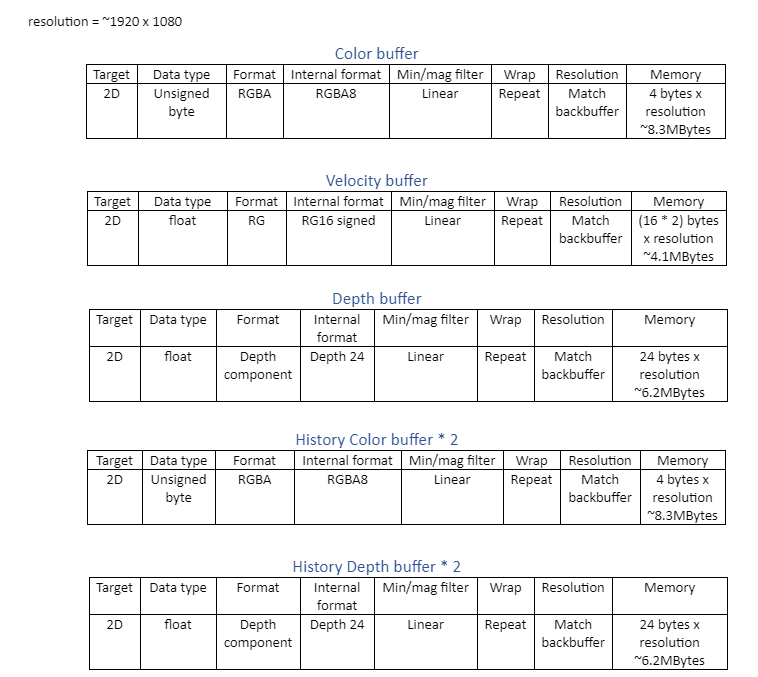 resolution = ~1920 x 1080
Color buffer
Target Data type Format Internal format Min/mag filter Wrap Resolution Memory
2D Unsigned RGBA RGBA8 Linear Repeat Match 4 bytes x
byte backbuffer resolution
~8.3MBytes
Velocity buffer
Target Data type Format Internal format Min/mag filter Wrap Resolution Memory
2D float RG RG16 signed Linear Repeat Match (16 * 2) bytes
backbuffer x resolution
~4.1MBytes
Depth buffer
Target Data type Format Internal Min/mag filter Wrap Resolution Memory
format
2D float Depth Depth 24 Linear Repeat Match 24 bytes x
component backbuffer resolution
~6.2MBytes
History Color buffer * 2
Target Data type Format Internal format Min/mag filter Wrap Resolution Memory
2D Unsigned RGBA RGBA8 Linear Repeat Match 4 bytes x
byte backbuffer resolution
~8.3MBytes
History Depth buffer * 2
Target Data type Format Internal Min/mag filter Wrap Resolution Memory
format
2D float Depth Depth 24 Linear Repeat Match 24 bytes x
component backbuffer resolution
~6.2MBytes